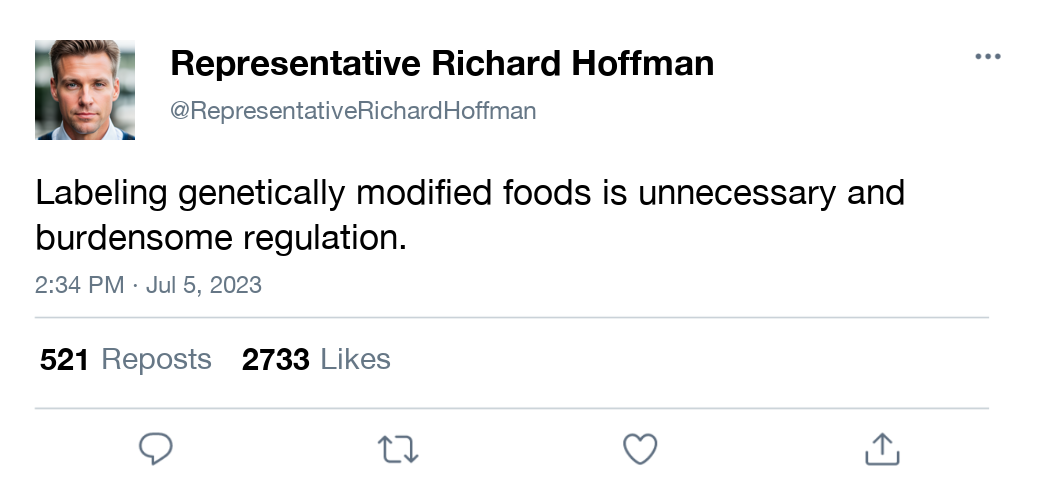 Representative Richard Hoffman
@RepresentativeRichardHoffman
Labeling genetically modified foods is unnecessary and
burdensome regulation.
2:34 PM · Jul 5, 2023
521 Reposts 2733 Likes